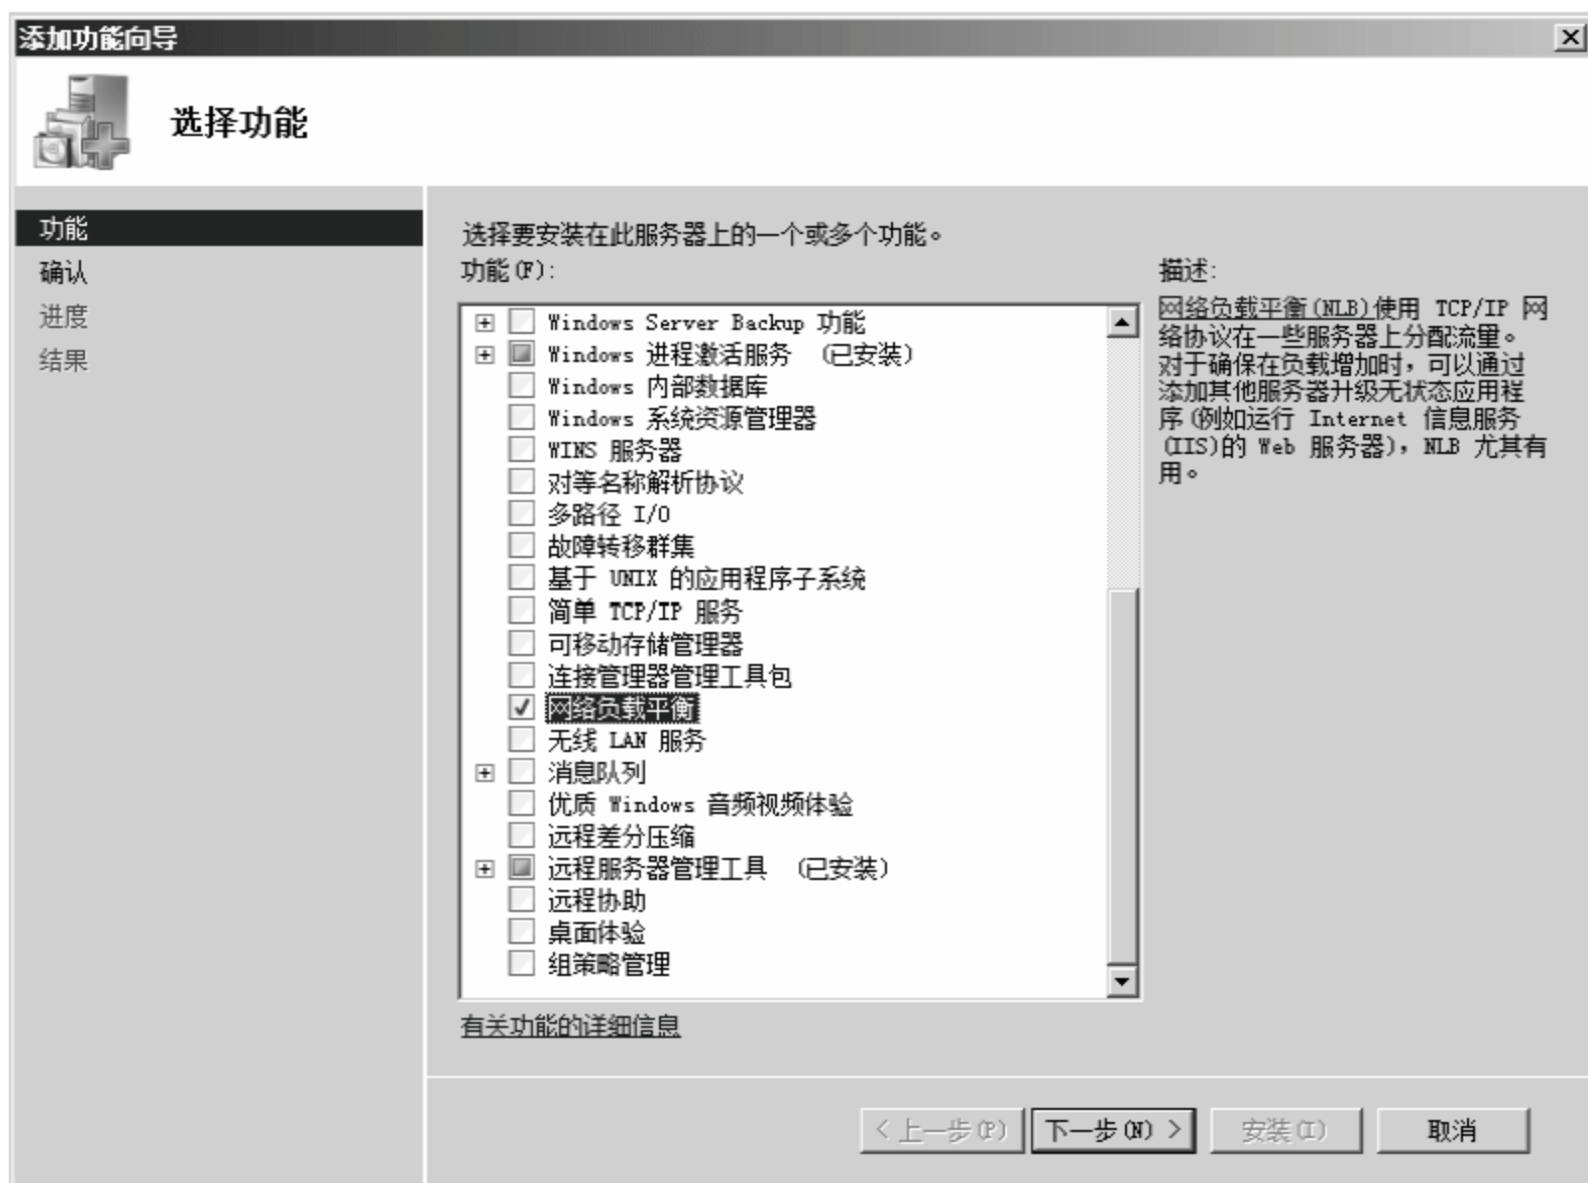 添加功能向导
选择功能
功能
确认
进度
结果
选择要安装在此服务器上的一个或多个功能。
功能(F):
Windows Server Backup 功能
Windows 进程激活服务 (已安装)
Windows 内部数据库
Windows 系统资源管理器
WINS 服务器
对等名称解析协议
多路径 I/O
故障转移群集
基于 UNIX 的应用程序子系统
简单 TCP/IP 服务
可移动存储管理器
连接管理器管理工具包
网络负载平衡
无线 LAN 服务
消息队列
优质 Windows 音频视频体验
远程差分压缩
远程服务器管理工具 (已安装)
远程协助
桌面体验
组策略管理
有关功能的详细信息
描述:
网络负载平衡(NLB)使用 TCP/IP 网
络协议在一些服务器上分配流量。
对于确保在负载增加时，可以通过
添加其他服务器升级无状态应用程
序(例如运行 Internet 信息服务
(IIS)的 Web 服务器)，NLB 尤其有
用。
< 上一步(P)
下一步(N) >
安装(I)
取消